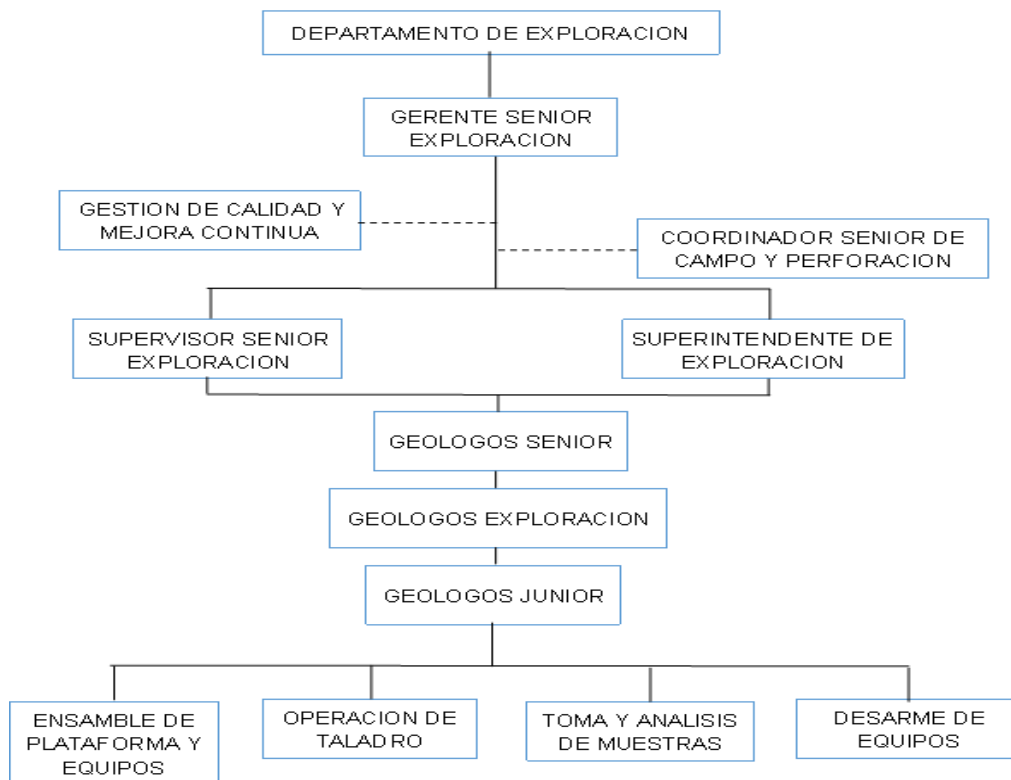 DEPARTAMENTO DE EXPLORACION
GERENTE SENIOR
EXPLORACION
GESTION DE CALIDAD Y
MEJORA CONTINUA
COORDINADOR SENIOR DE
CAMPO Y PERFORACION
SUPERVISOR SENIOR
EXPLORACION
SUPERINTENDENTE DE
EXPLORACION
GEOLOGOS SENIOR
GEOLOGOS EXPLORACION
GEOLOGOS JUNIOR
ENSAMBLE DE
PLATAFORMA Y
EQUIPOS
OPERACION DE
TALADRO
TOMA Y ANALISIS
DE MUESTRAS
DESARME DE
EQUIPOS